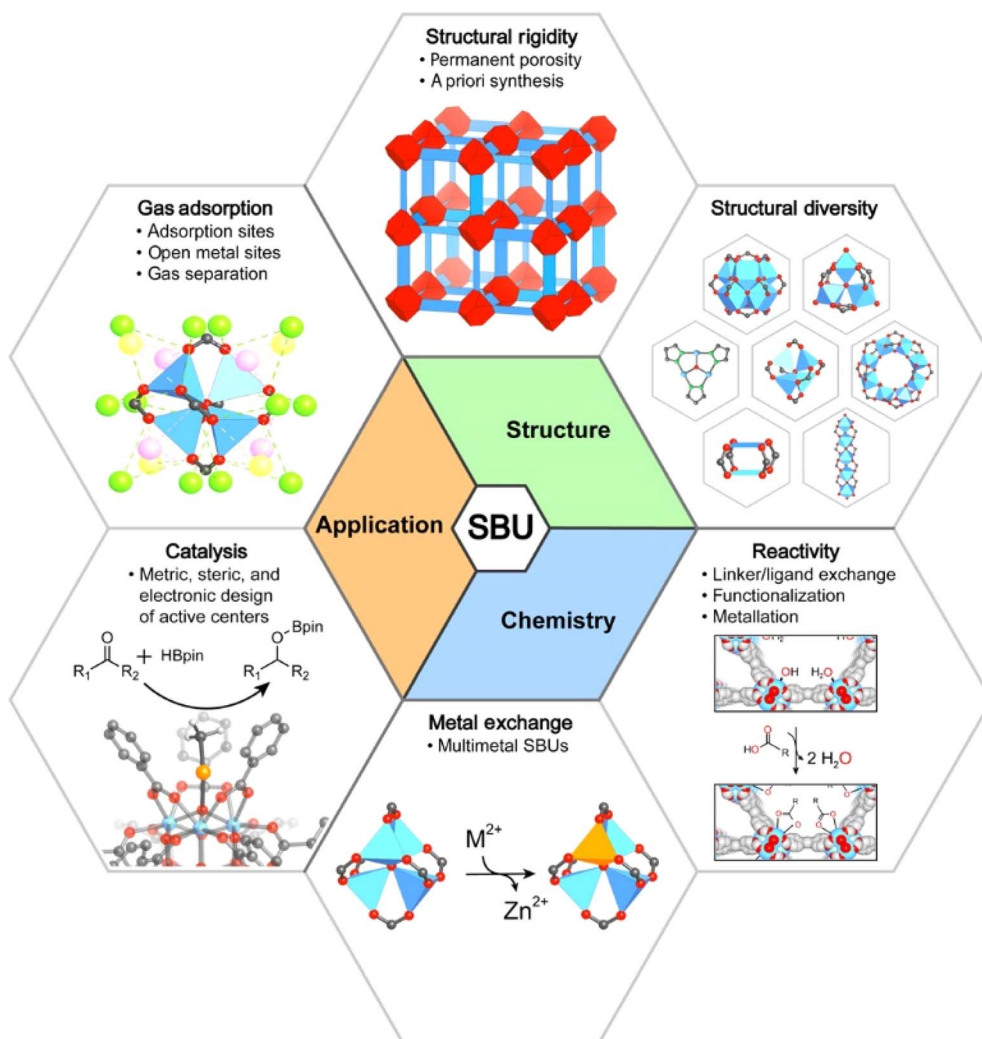 Structural rigidity
• Permanent porosity
• A priori synthesis
Gas adsorption
• Adsorption sites
• Open metal sites
• Gas separation
Structural diversity
Structure
Application
SBU
Chemistry
Catalysis
• Metric, steric, and
electronic design
of active centers
O
R₁ R₂
+ HBpin
O Bpin
R₁ R₂
Metal exchange
• Multimetal SBUs
M²⁺
Zn²⁺
Reactivity
• Linker/ligand exchange
• Functionalization
• Metallation
OH H₂O
O
HO R
2 H₂O
R R
O O
O O